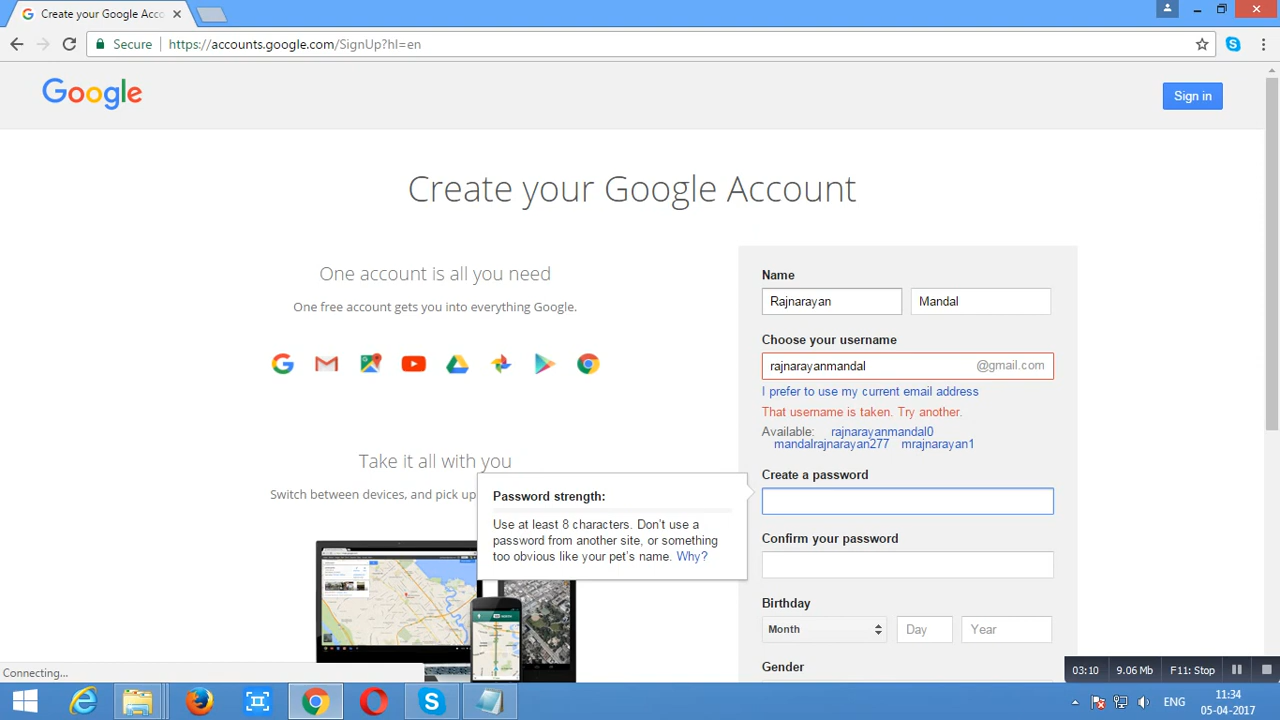 Create your Google Acco
Secure
https://accounts.google.com/SignUp?hl=en
Google
Sign in
Create your Google Account
One account is all you need
One free account gets you into everything Google.
Take it all with you
Switch between devices, and pick up
Name
Rajnarayan
Mandal
Choose your username
rajnarayanmandal
@gmail.com
I prefer to use my current email address
That username is taken. Try another.
Available: rajnarayanmandal0
mandalrajnarayan277 mrajnarayan1
Create a password
Password strength:
Use at least 8 characters. Don't use a
password from another site, or something
too obvious like your pet's name. Why?
Confirm your password
Birthday
Month
Day
Year
Gender
Connecting...
03:10
9.06 Mb
F11: Stop
ENG
11:34
05-04-2017